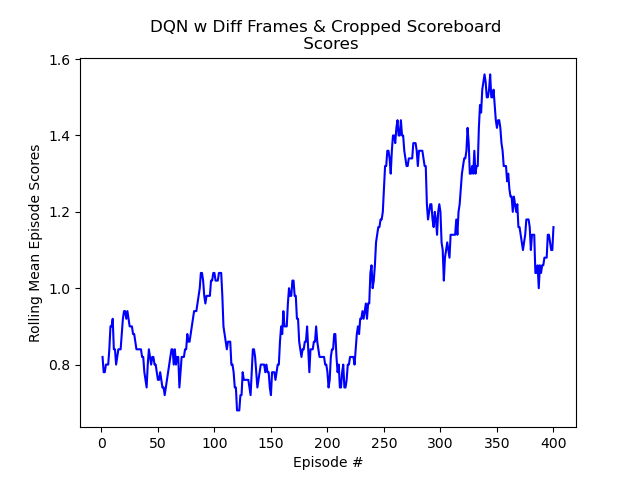 DQN w Diff Frames & Cropped Scoreboard
Scores
Rolling Mean Episode Scores
1.6
1.4
1.2
1.0
0.8
0 50 100 150 200 250 300 350 400
Episode #